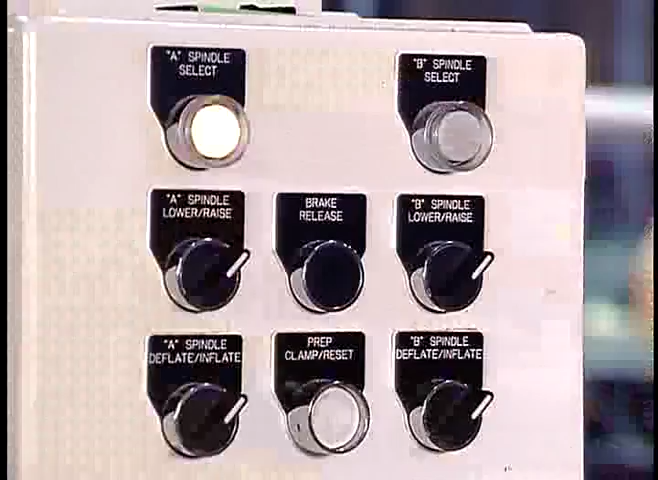 "A" SPINDLE
SELECT
"B" SPINDLE
SELECT
"A" SPINDLE
LOWER/RAISE
BRAKE
RELEASE
"B" SPINDLE
LOWER/RAISE
"A" SPINDLE
DEFLATE/INFLATE
PREP
CLAMP/RESET
"B" SPINDLE
DEFLATE/INFLATE